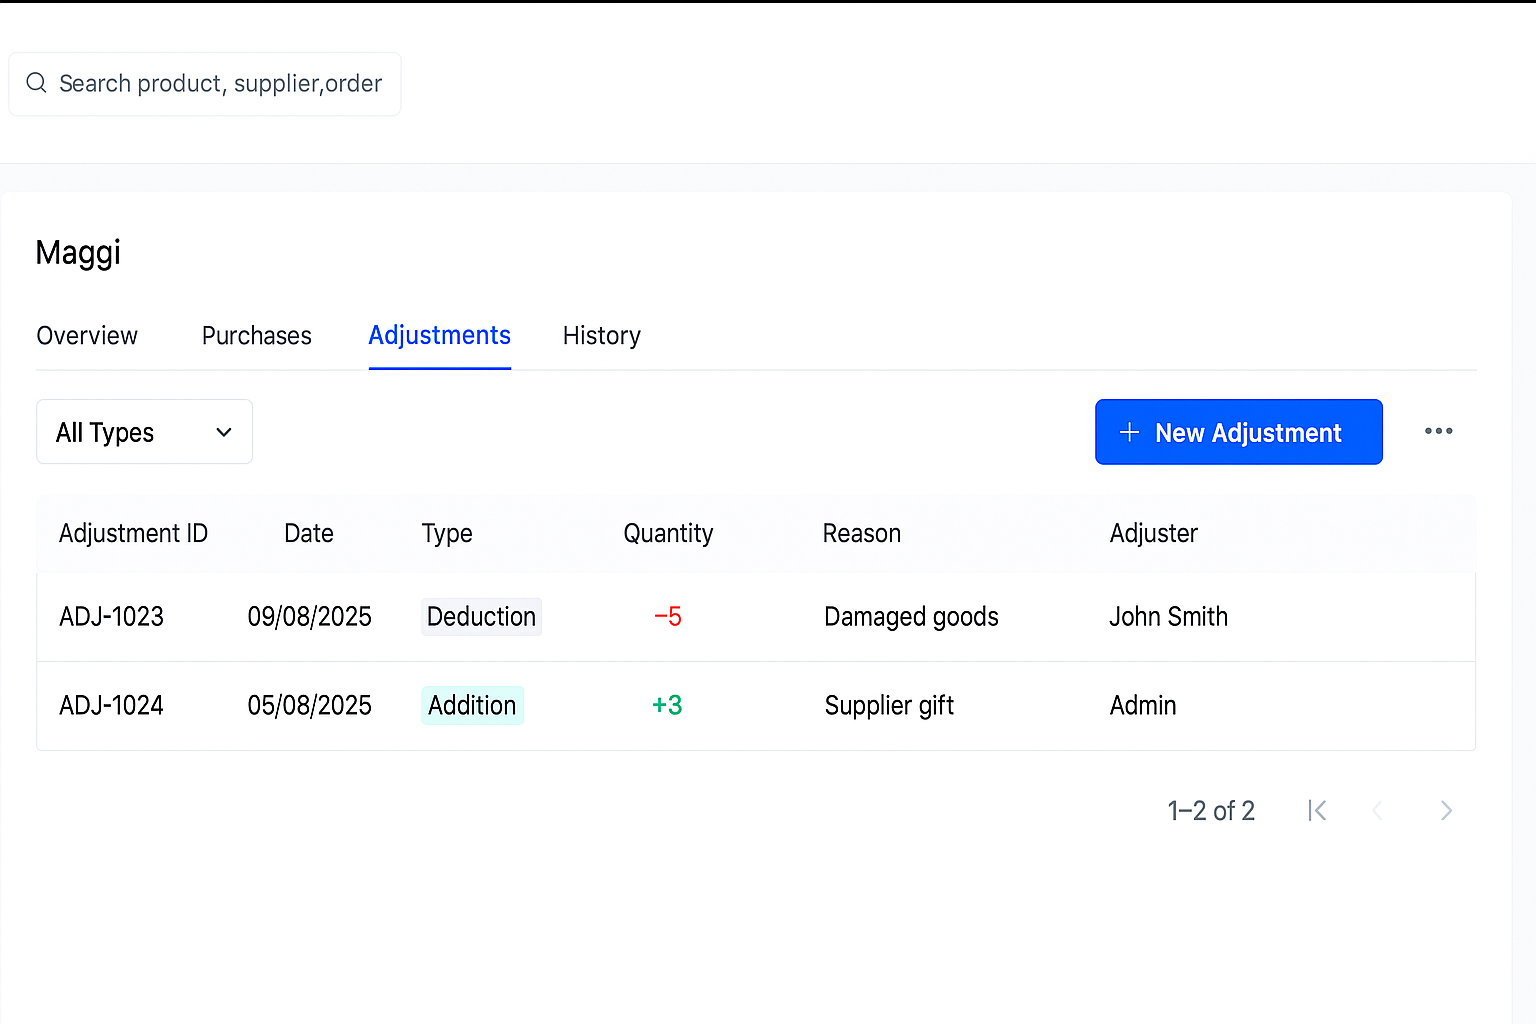 Search product, supplier,order
Maggi
Overview Purchases Adjustments History
All Types + New Adjustment •••
Adjustment ID Date Type Quantity Reason Adjuster
ADJ-1023 09/08/2025 Deduction −5 Damaged goods John Smith
ADJ-1024 05/08/2025 Addition +3 Supplier gift Admin
1–2 of 2